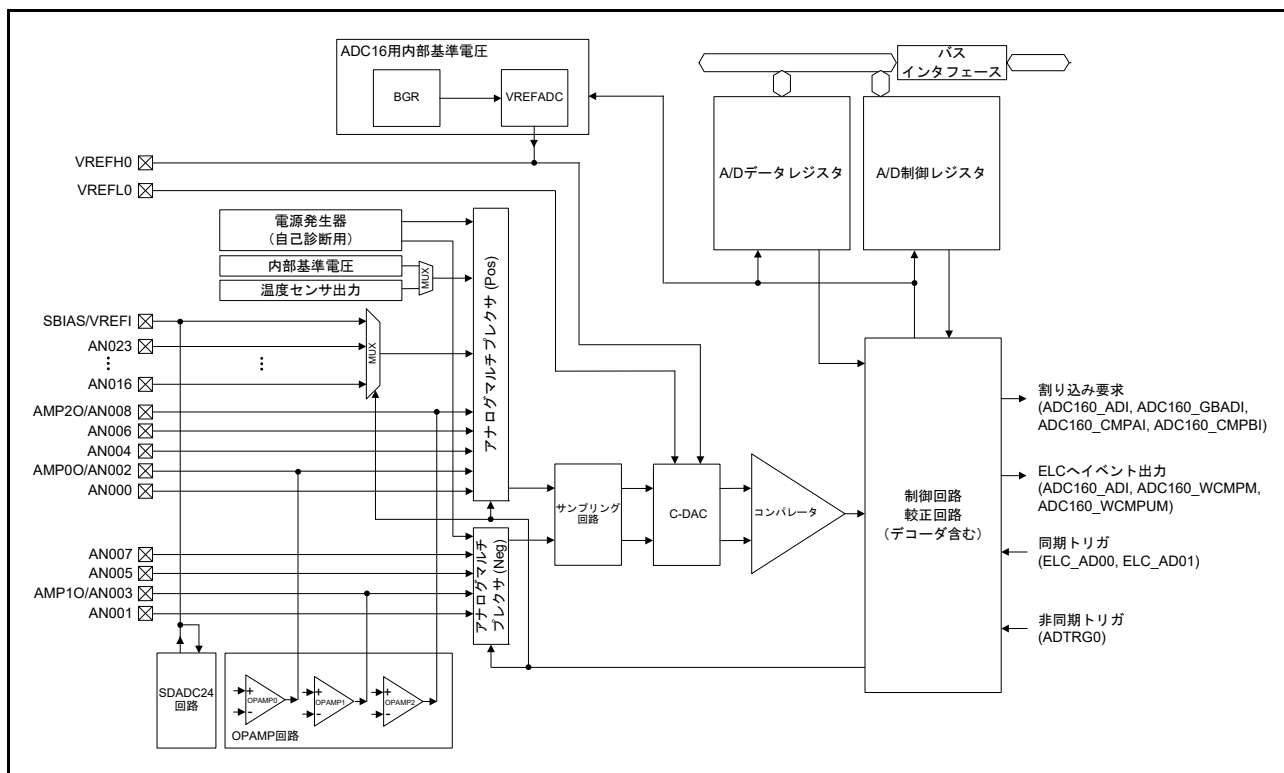 ADC16用内部基準電圧
BGR
VREFADC
バス
インタフェース
A/Dデータレジスタ
A/D制御レジスタ
VREFH0
VREFL0
電源発生器
（自己診断用）
内部基準電圧
温度センサ出力
MUX
アナログマルチプレクサ (Pos)
SBIAS/VREFI
AN023
AN016
MUX
AMP2O/AN008
AN006
AN004
AMP0O/AN002
AN000
サンプリング
回路
C-DAC
コンパレータ
制御回路
較正回路
（デコーダ含む）
割り込み要求
(ADC160_ADI, ADC160_GBADI,
ADC160_CMPAI, ADC160_CMPBI)
ELCへイベント出力
(ADC160_ADI, ADC160_WCMPM,
ADC160_WCMPUM)
同期トリガ
(ELC_AD00, ELC_AD01)
非同期トリガ
(ADTRG0)
AN007
AN005
AMP1O/AN003
AN001
アナログマルチ
プレクサ (Neg)
SDADC24
回路
+
-
OPAMP0
+
-
OPAMP1
+
-
OPAMP2
OPAMP回路